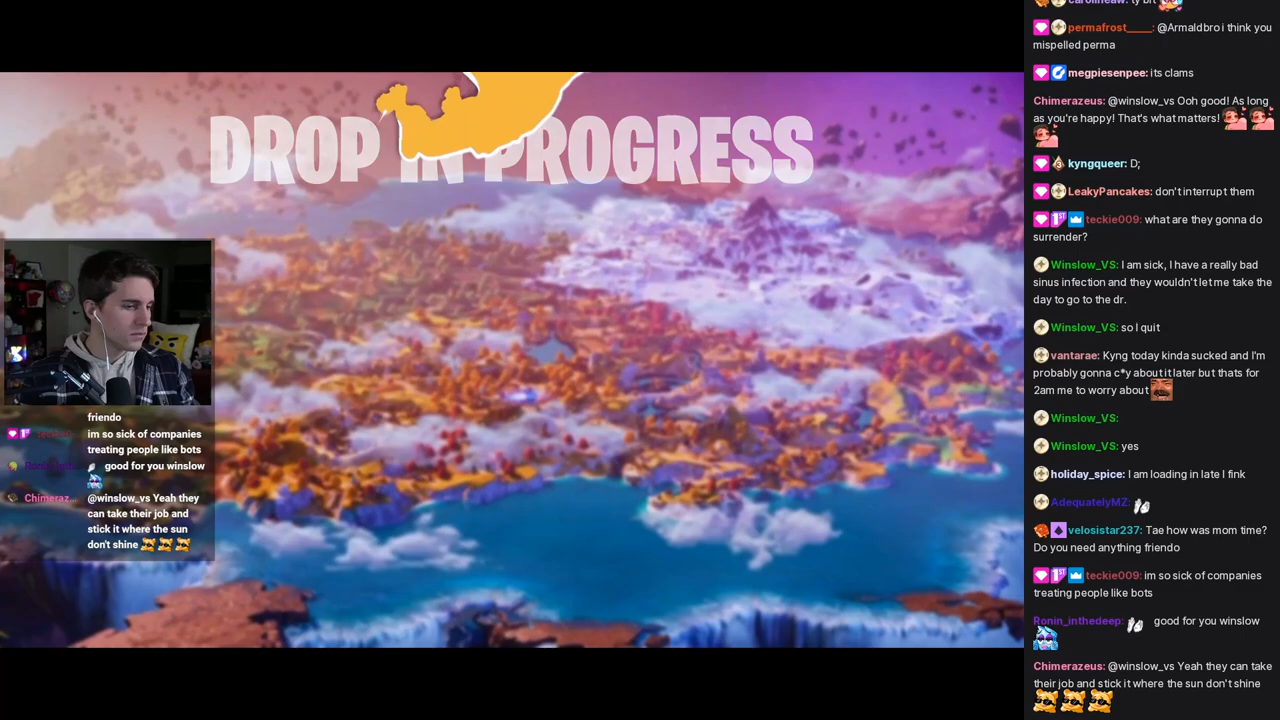 DROP IN PROGRESS
friendo
im so sick of companies
treating people like bots
good for you winslow
Chimeraz...
@winslow_vs Yeah they
can take their job and
stick it where the sun
don't shine
permafrost_____: @Armaldbro i think you
mispelled perma
megpiesenpee: its clams
Chimerazeus: @winslow_vs Ooh good! As long
as you're happy! That's what matters!
kyngqueer: D;
LeakyPancakes: don't interrupt them
teckie009: what are they gonna do
surrender?
Winslow_VS: I am sick, I have a really bad
sinus infection and they wouldn't let me take the
day to go to the dr.
Winslow_VS: so I quit
vantarae: Kyng today kinda sucked and I'm
probably gonna c*y about it later but thats for
2am me to worry about
Winslow_VS:
Winslow_VS: yes
holiday_spice: I am loading in late I fink
AdequatelyMZ:
velosistar237: Tae how was mom time?
Do you need anything friendo
teckie009: im so sick of companies
treating people like bots
Ronin_inthedeep: good for you winslow
Chimerazeus: @winslow_vs Yeah they can take
their job and stick it where the sun don't shine